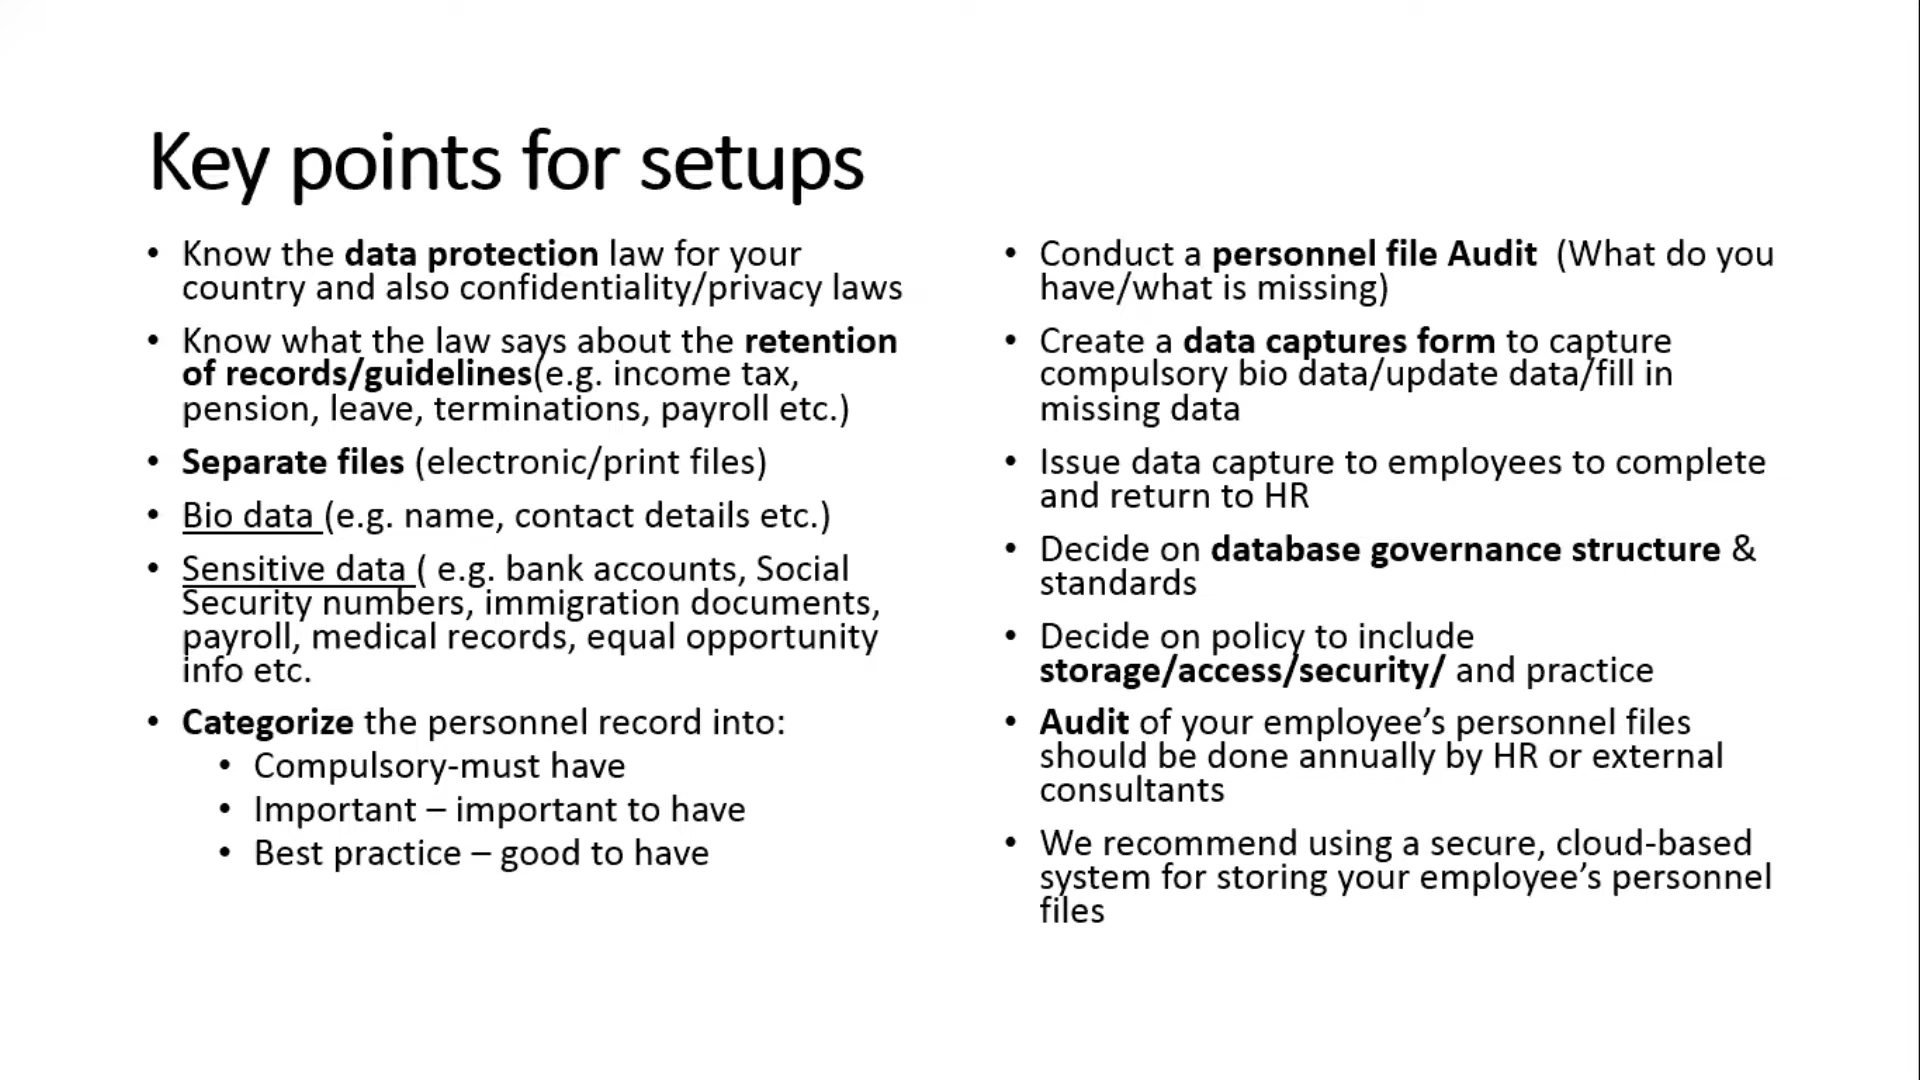 Key points for setups
• Know the data protection law for your
country and also confidentiality/privacy laws
• Know what the law says about the retention
of records/guidelines(e.g. income tax,
pension, leave, terminations, payroll etc.)
• Separate files (electronic/print files)
• Bio data (e.g. name, contact details etc.)
• Sensitive data ( e.g. bank accounts, Social
Security numbers, immigration documents,
payroll, medical records, equal opportunity
info etc.
• Categorize the personnel record into:
• Compulsory-must have
• Important – important to have
• Best practice – good to have
• Conduct a personnel file Audit  (What do you
have/what is missing)
• Create a data captures form to capture
compulsory bio data/update data/fill in
missing data
• Issue data capture to employees to complete
and return to HR
• Decide on database governance structure &
standards
• Decide on policy to include
storage/access/security/ and practice
• Audit of your employee’s personnel files
should be done annually by HR or external
consultants
• We recommend using a secure, cloud-based
system for storing your employee’s personnel
files